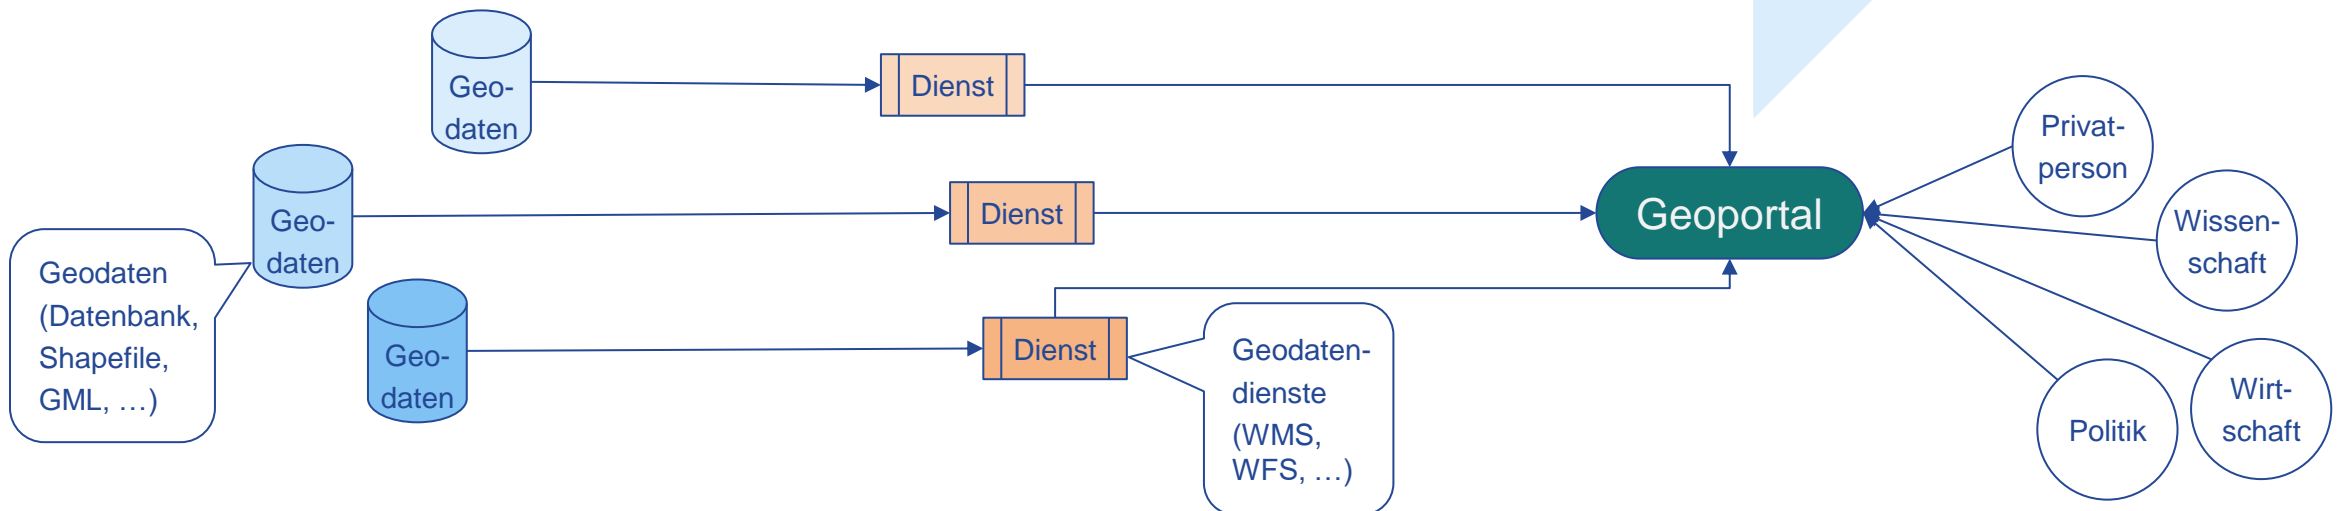 Geo-
daten
Dienst
Geo-
daten
Dienst
Geodaten
(Datenbank,
Shapefile,
GML, …)
Geo-
daten
Dienst
Geodaten-
dienste
(WMS,
WFS, …)
Geoportal
Privat-
person
Wissen-
schaft
Wirt-
schaft
Politik